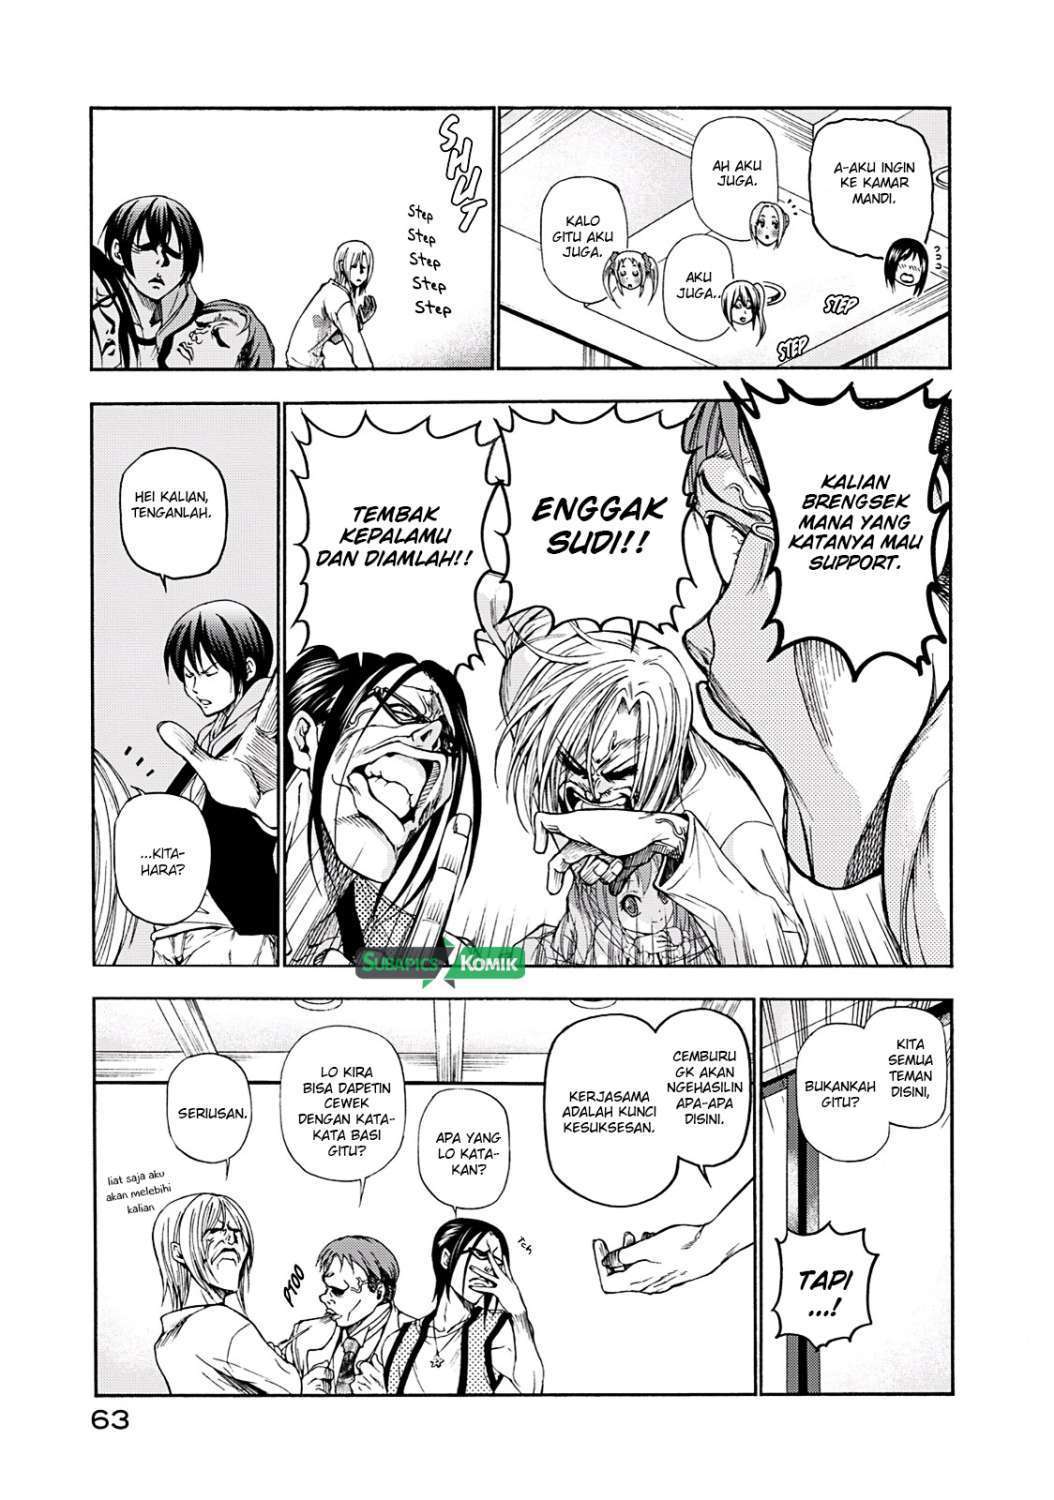 A-AKU INGIN
KE KAMAR
MANDI.
AH AKU
JUGA.
AKU
JUGA..
KALO
GITU AKU
JUGA.
STEP
STEP
SHUT
Step
Step
Step
Step
Step
KALIAN
BRENGSEK
MANA YANG
KATANYA MAU
SUPPORT.
ENGGAK
SUDI!!
TEMBAK
KEPALAMU
DAN DIAMLAH!!
HEI KALIAN,
TENGANLAH.
...KITA-
HARA?
SUBAPICS KOMIK
KITA
SEMUA
TEMAN
DISINI,
BUKANKAH
GITU?
TAPI
...!
CEMBURU
GK AKAN
NGEHASILIN
APA-APA
DISINI.
KERJASAMA
ADALAH KUNCI
KESUKSESAN.
APA YANG
LO KATA-
KAN?
Tch
LO KIRA
BISA DAPETIN
CEWEK
DENGAN KATA-
KATA BASI
GITU?
PTOO
SERIUSAN.
liat saja aku
akan melebihi
kalian
63